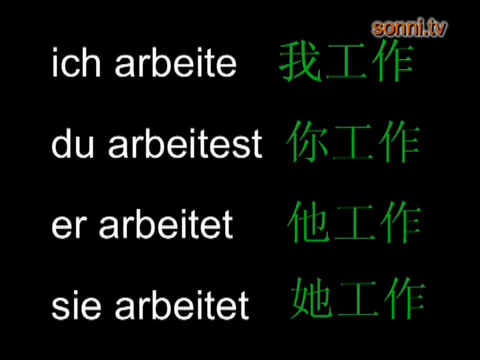 sonni.tv
ich arbeite 我工作
du arbeitest 你工作
er arbeitet 他工作
sie arbeitet 她工作